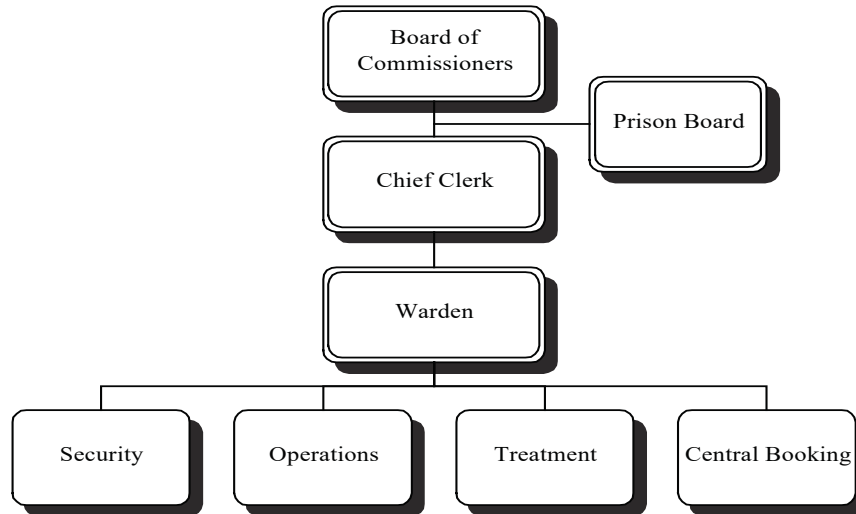 Board of
Commissioners
Prison Board
Chief Clerk
Warden
Security
Operations
Treatment
Central Booking